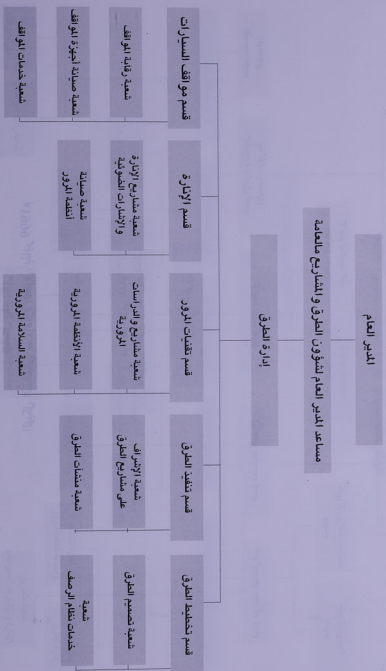 المدير العام
مساعد المدير العام لشؤون الطرق و المشاريع مالعامة
إدارة الطرق
قسم تخطيط الطرق
شعبة تصميم الطرق
شعبة
خدمات نظام الرصف
قسم تنفيذ الطرق
شعبة الإشراف
على مشاريع الطرق
شعبة منشآت الطرق
قسم تقنيات المرور
شعبة مشاريع و الدراسات
المرورية
شعبة الأنظمة المرورية
شعبة السلامة المرورية
قسم الإنارة
شعبة مشاريع الإنارة
والإشارات الضوئية
شعبة صيانة
أنظمة المرور
قسم مواقف السيارات
شعبة رقابة المواقف
شعبة صيانة أجهزة المواقف
شعبة خدمات المواقف